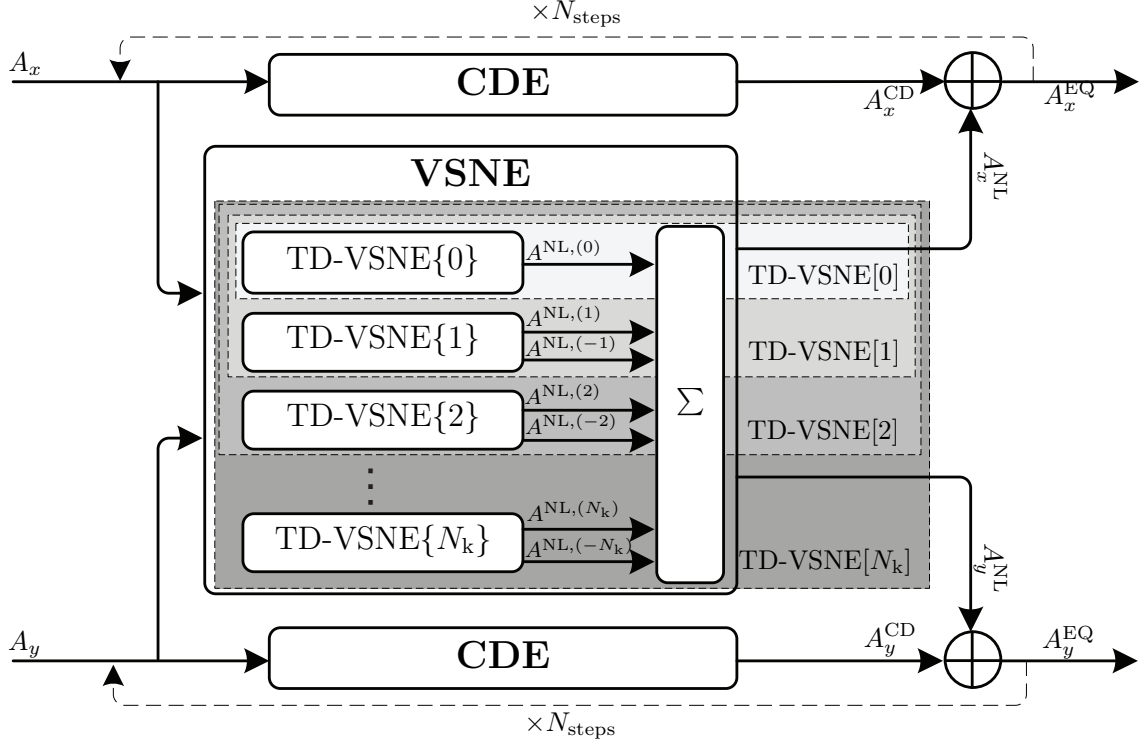 ×N_steps
A_x
CDE
A_x^CD
A_x^EQ
VSNE
A_x^NL
TD-VSNE{0}
A^NL,(0)
TD-VSNE[0]
TD-VSNE{1}
A^NL,(1)
A^NL,(−1)
TD-VSNE[1]
TD-VSNE{2}
A^NL,(2)
A^NL,(−2)
Σ
TD-VSNE[2]
⋮
TD-VSNE{N_k}
A^NL,(N_k)
A^NL,(−N_k)
TD-VSNE[N_k]
A_y^NL
A_y
CDE
A_y^CD
A_y^EQ
×N_steps